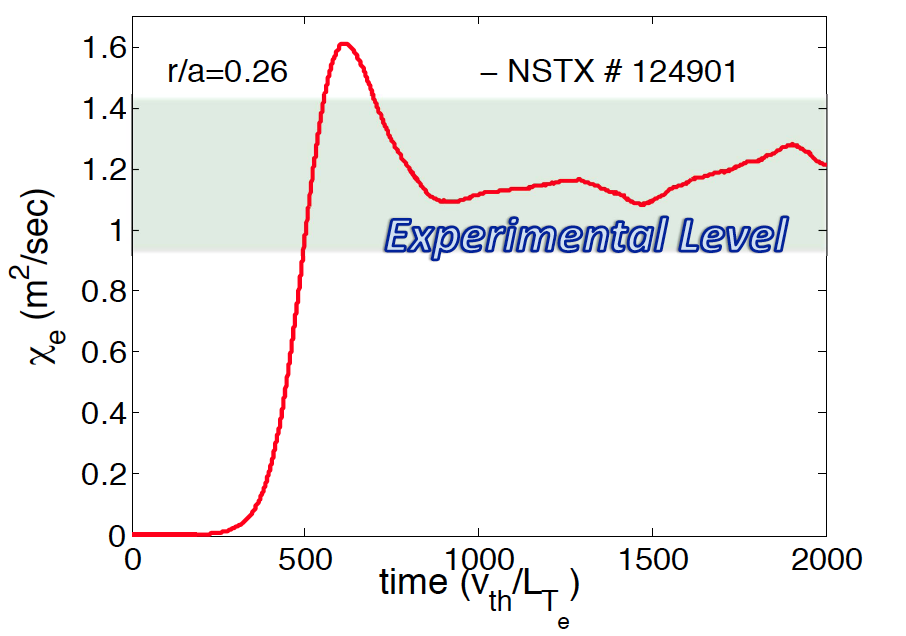 r/a=0.26
– NSTX # 124901
Experimental Level
χe (m2/sec)
1.6
1.4
1.2
1
0.8
0.6
0.4
0.2
0
0 500 1000 1500 2000
time (vth/LTe)